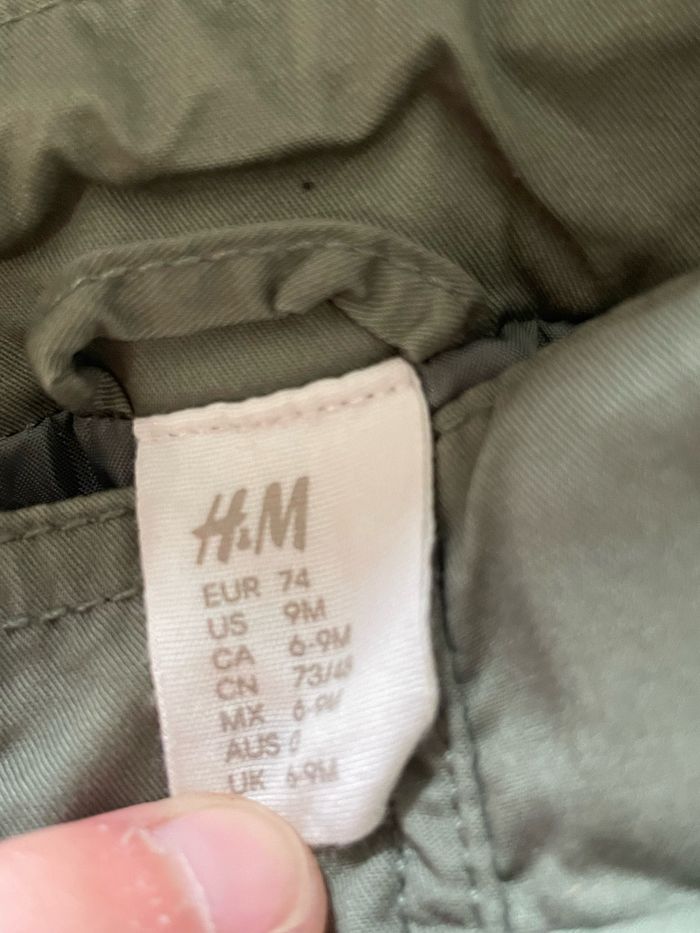 H&M
EUR 74
US 9M
CA 6-9M
CN 73/48
MX 6-9M
AUS 0
UK 6-9M